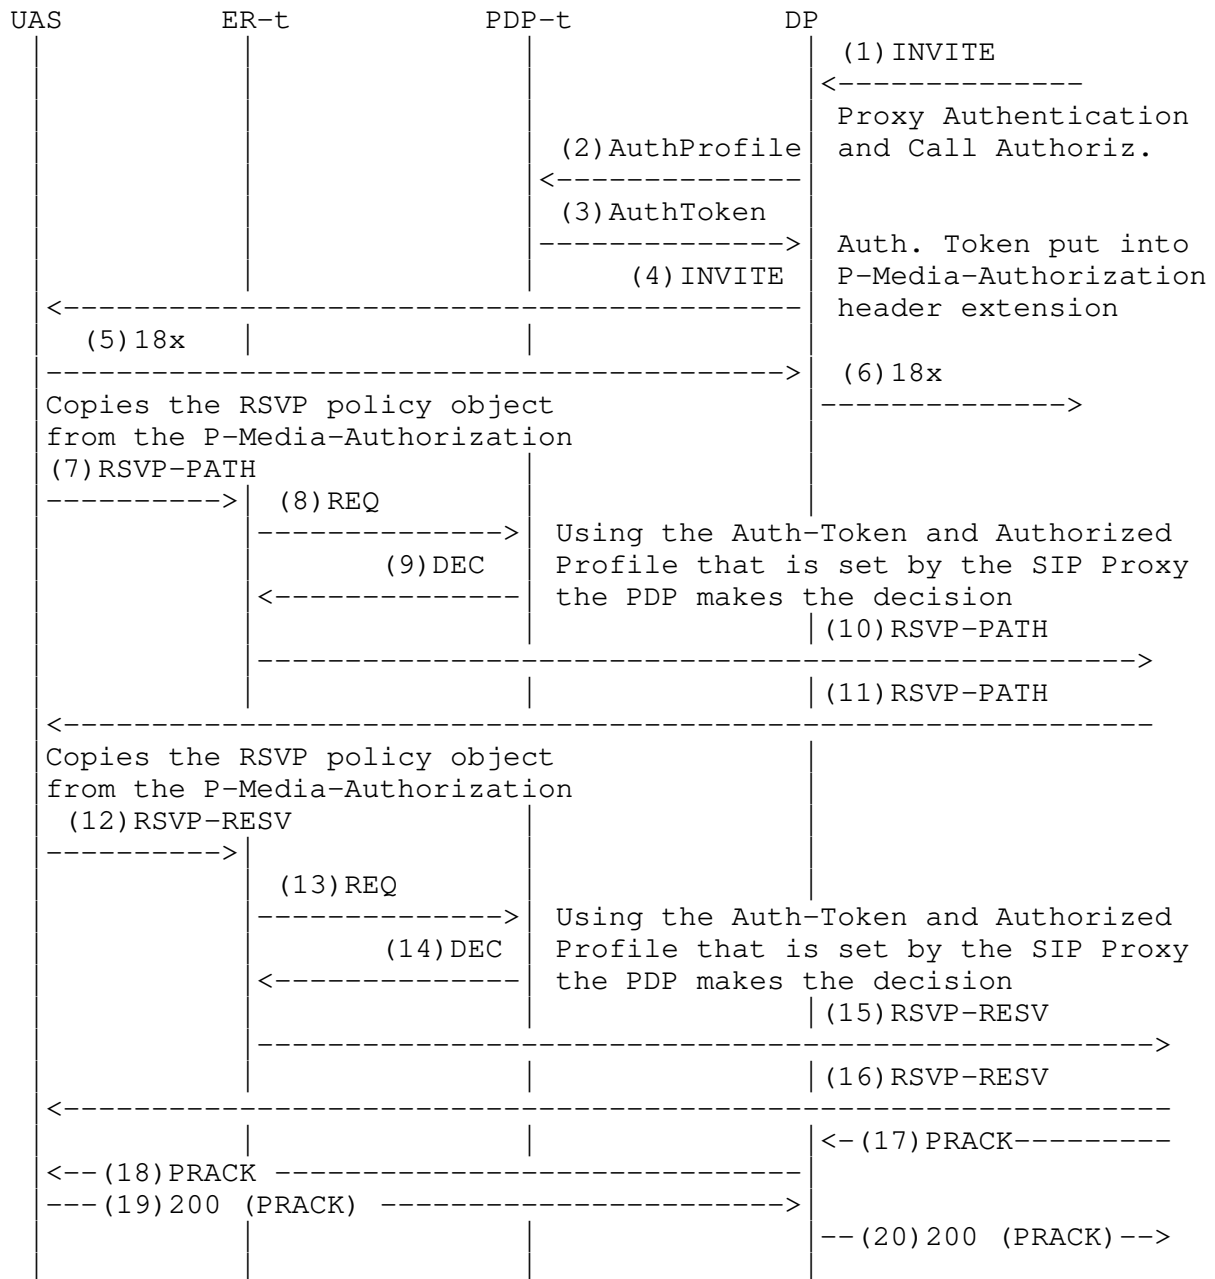 UAS ER-t PDP-t DP
(1)INVITE
Proxy Authentication
(2)AuthProfile and Call Authoriz.
(3)AuthToken
Auth. Token put into
(4)INVITE P-Media-Authorization
header extension
(5)18x
(6)18x
Copies the RSVP policy object
from the P-Media-Authorization
(7)RSVP-PATH
(8)REQ
Using the Auth-Token and Authorized
(9)DEC Profile that is set by the SIP Proxy
the PDP makes the decision
(10)RSVP-PATH
(11)RSVP-PATH
Copies the RSVP policy object
from the P-Media-Authorization
(12)RSVP-RESV
(13)REQ
Using the Auth-Token and Authorized
(14)DEC Profile that is set by the SIP Proxy
the PDP makes the decision
(15)RSVP-RESV
(16)RSVP-RESV
(17)PRACK
(18)PRACK
(19)200 (PRACK)
(20)200 (PRACK)